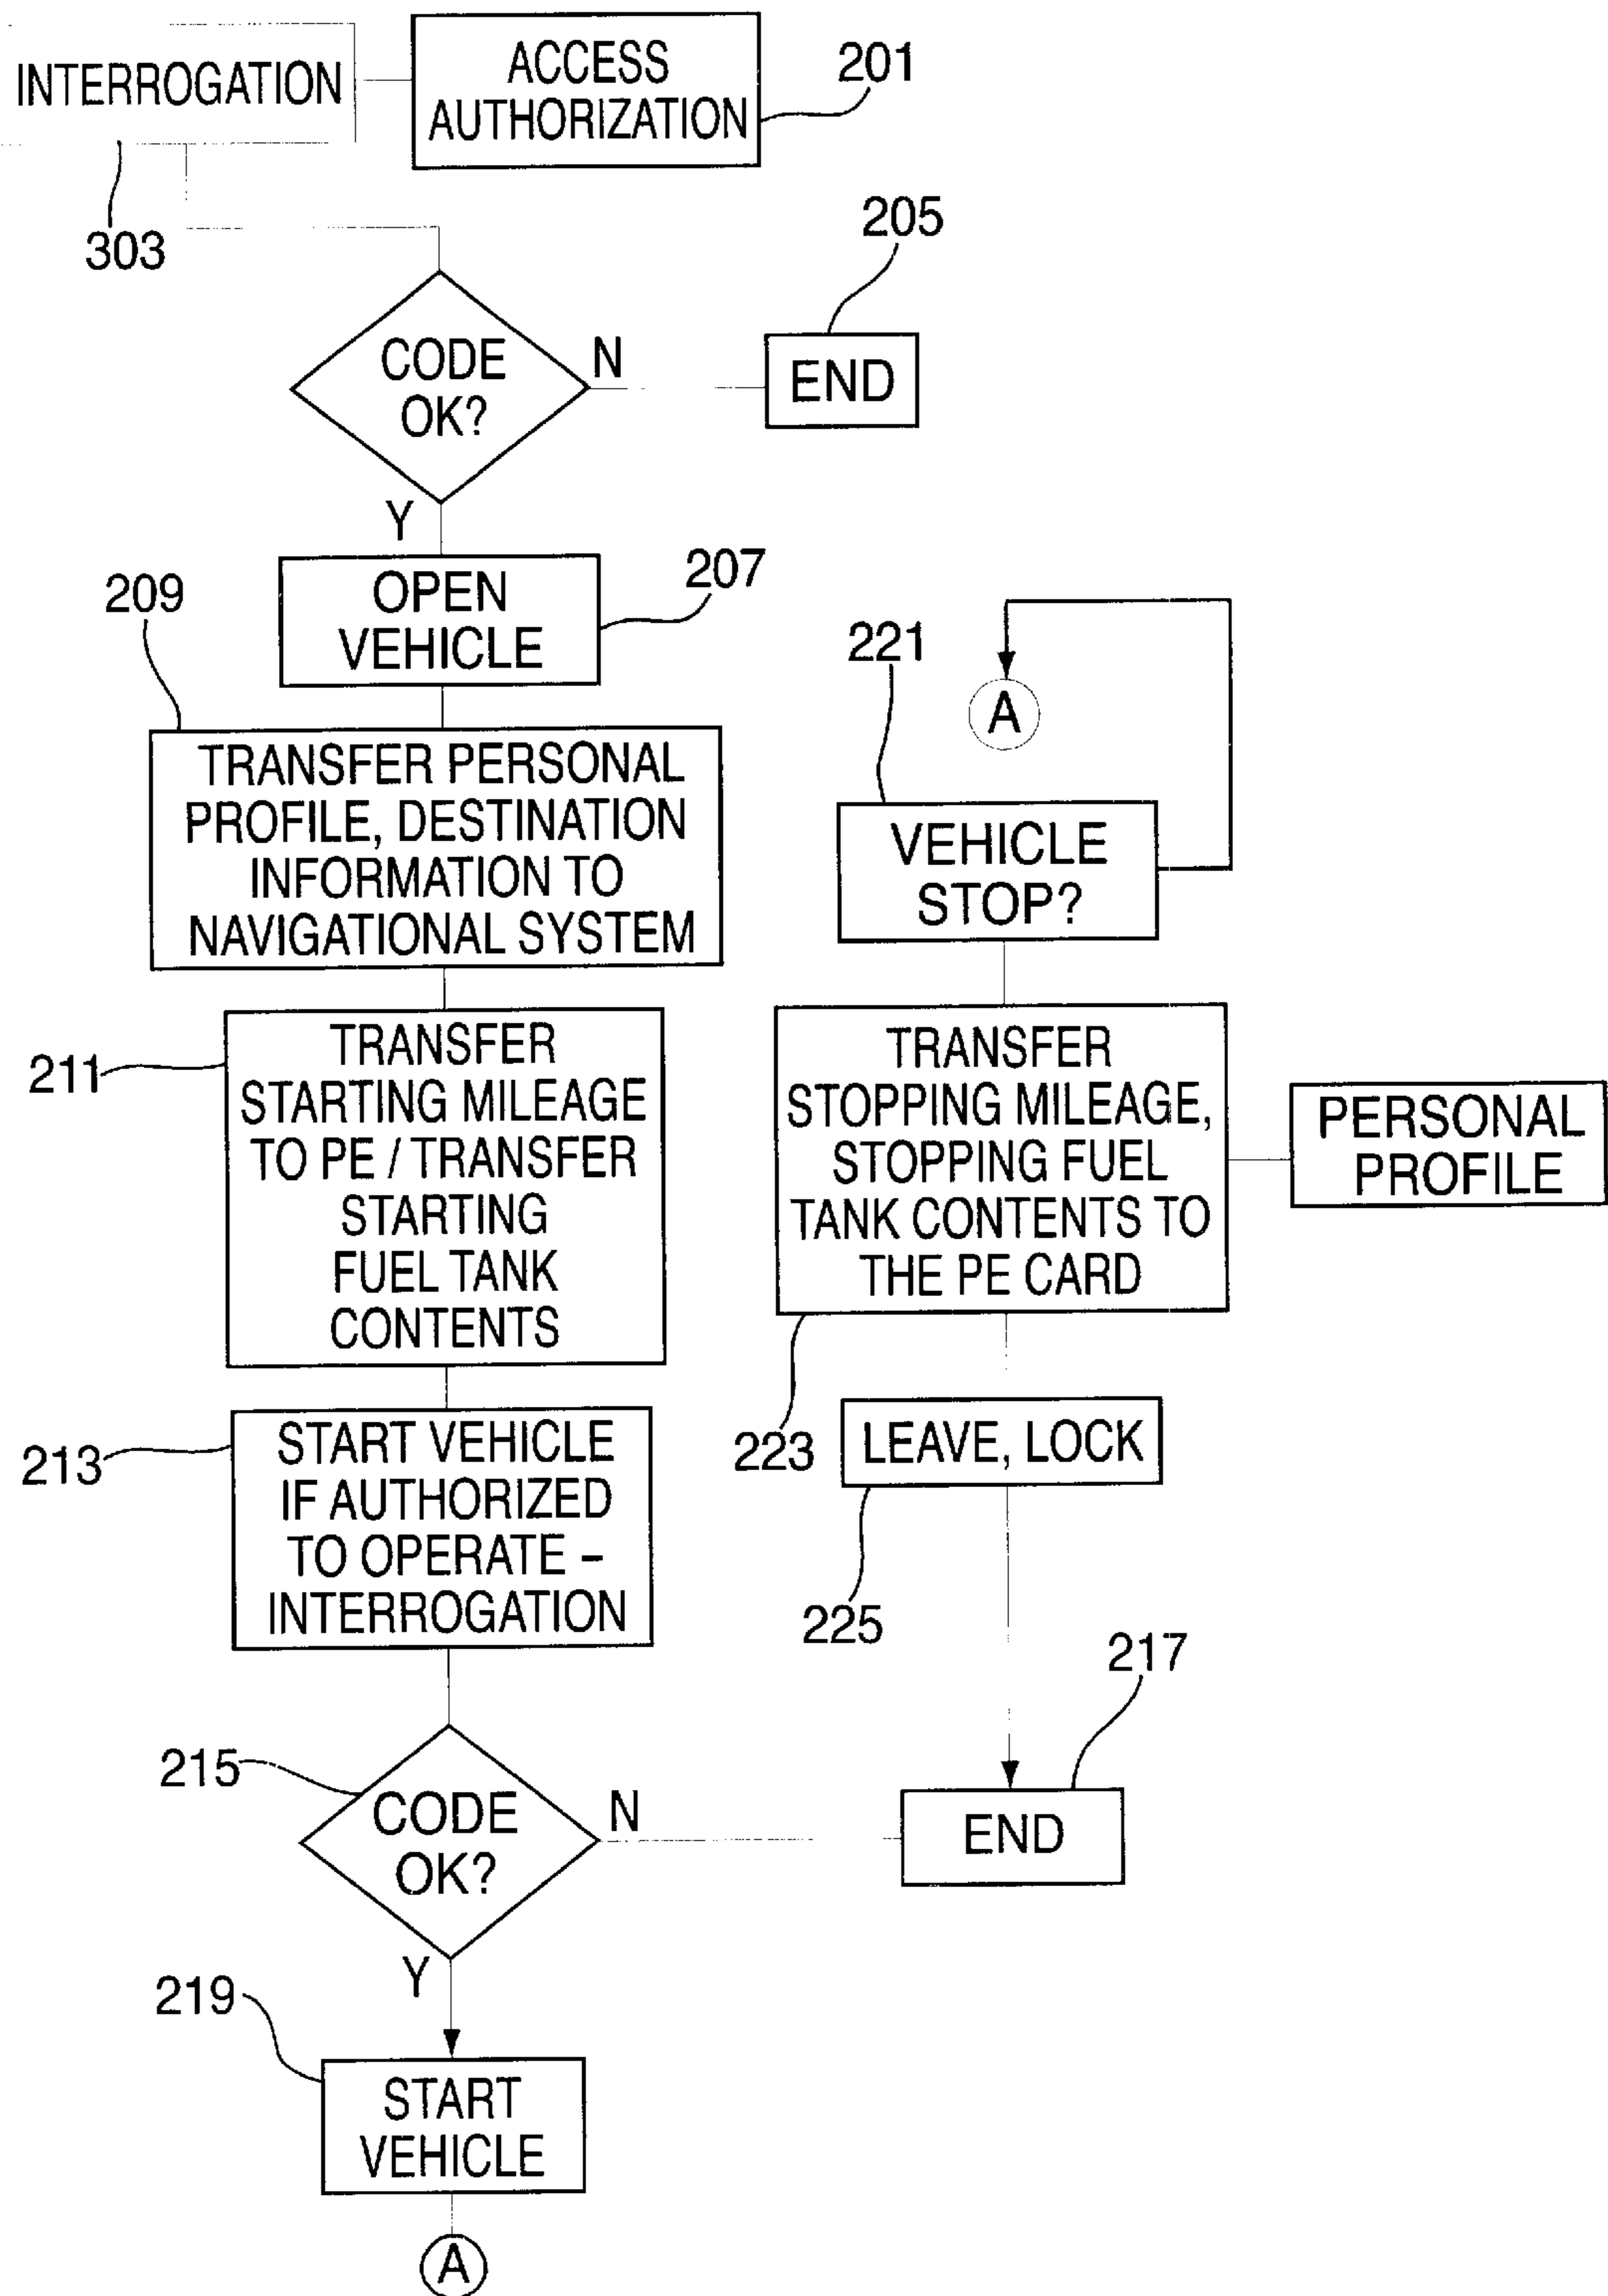 INTERROGATION
ACCESS
AUTHORIZATION
201
303
CODE
OK?
N
205
END
Y
OPEN
VEHICLE
207
209
TRANSFER PERSONAL
PROFILE, DESTINATION
INFORMATION TO
NAVIGATIONAL SYSTEM
211
TRANSFER
STARTING MILEAGE
TO PE / TRANSFER
STARTING
FUEL TANK
CONTENTS
213
START VEHICLE
IF AUTHORIZED
TO OPERATE –
INTERROGATION
215
CODE
OK?
N
Y
219
START
VEHICLE
A
A
221
VEHICLE
STOP?
TRANSFER
STOPPING MILEAGE,
STOPPING FUEL
TANK CONTENTS TO
THE PE CARD
223
PERSONAL
PROFILE
LEAVE, LOCK
225
217
END